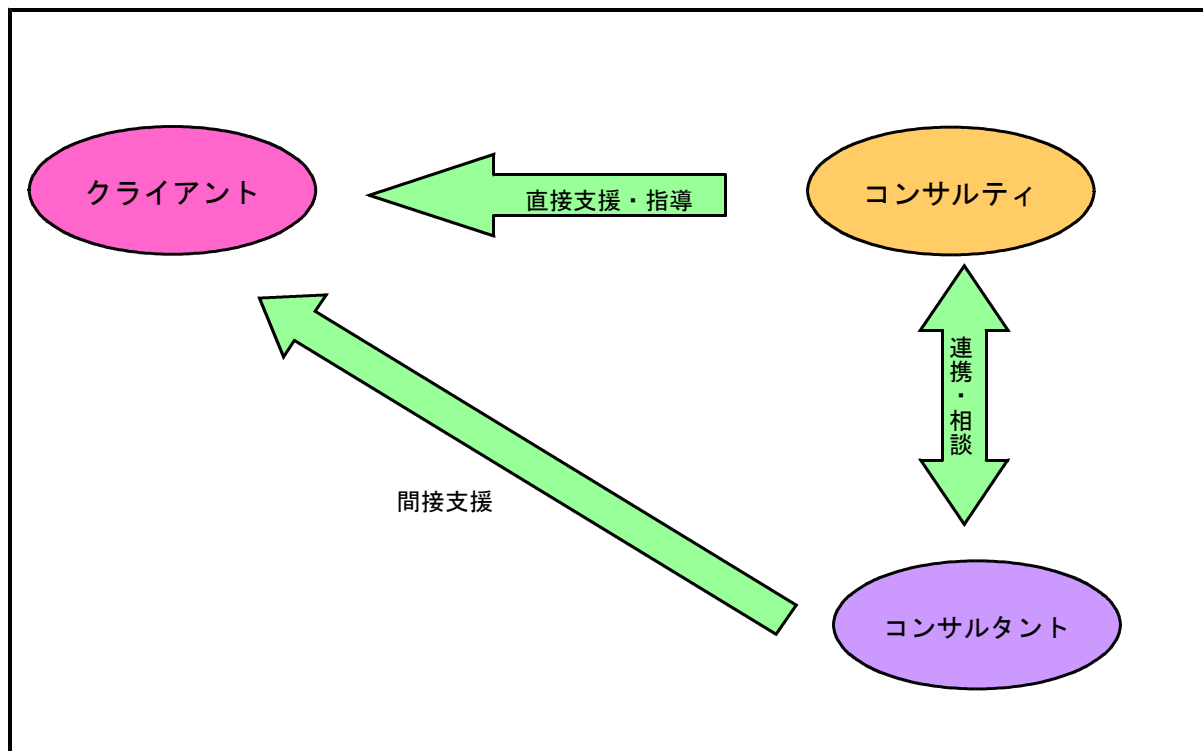 クライアント
直接支援・指導
コンサルティ
連携・相談
間接支援
コンサルタント